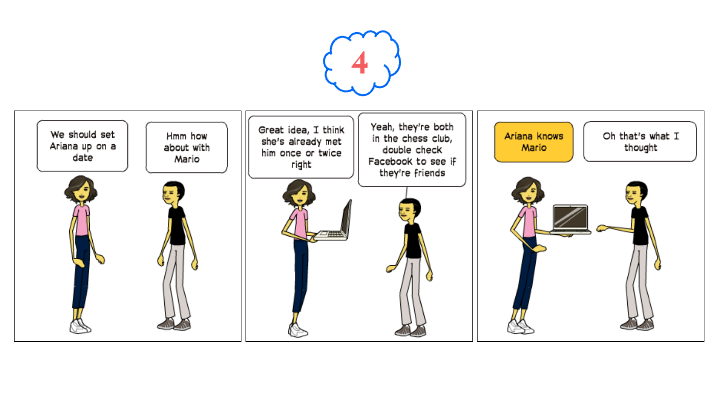 4
We should set
Ariana up on a
date
Hmm how
about with
Mario
Great idea, I think
she's already met
him once or twice
right
Yeah, they're both
in the chess club,
double check
Facebook to see if
they're friends
Ariana knows
Mario
Oh that's what I
thought